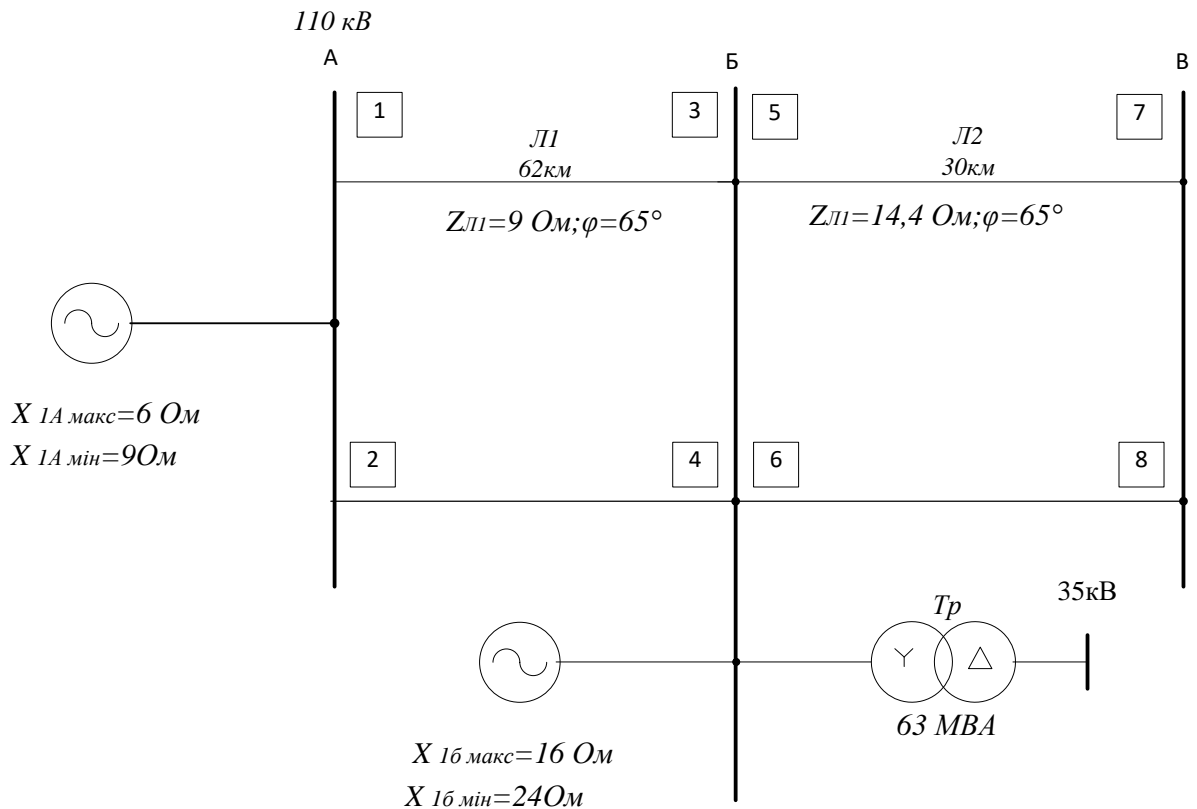 110 кВ
А
Б
В
1
3
5
7
Л1
62км
Л2
30км
ZЛ1=9 Ом;φ=65°
ZЛ1=14,4 Ом;φ=65°
X 1А макс=6 Ом
X 1А мін=9Ом
2
4
6
8
Тр
35кВ
63 МВА
X 1б макс=16 Ом
X 1б мін=24Ом